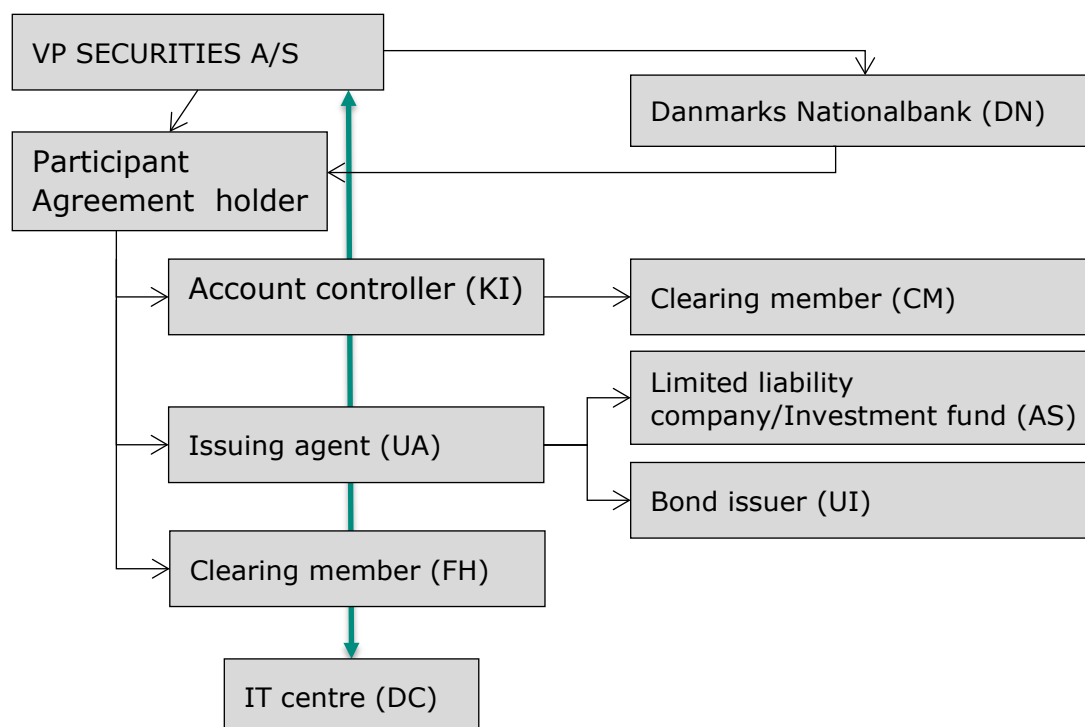 VP SECURITIES A/S
Danmarks Nationalbank (DN)
Participant
Agreement holder
Account controller (KI)
Clearing member (CM)
Limited liability
company/Investment fund (AS)
Issuing agent (UA)
Bond issuer (UI)
Clearing member (FH)
IT centre (DC)